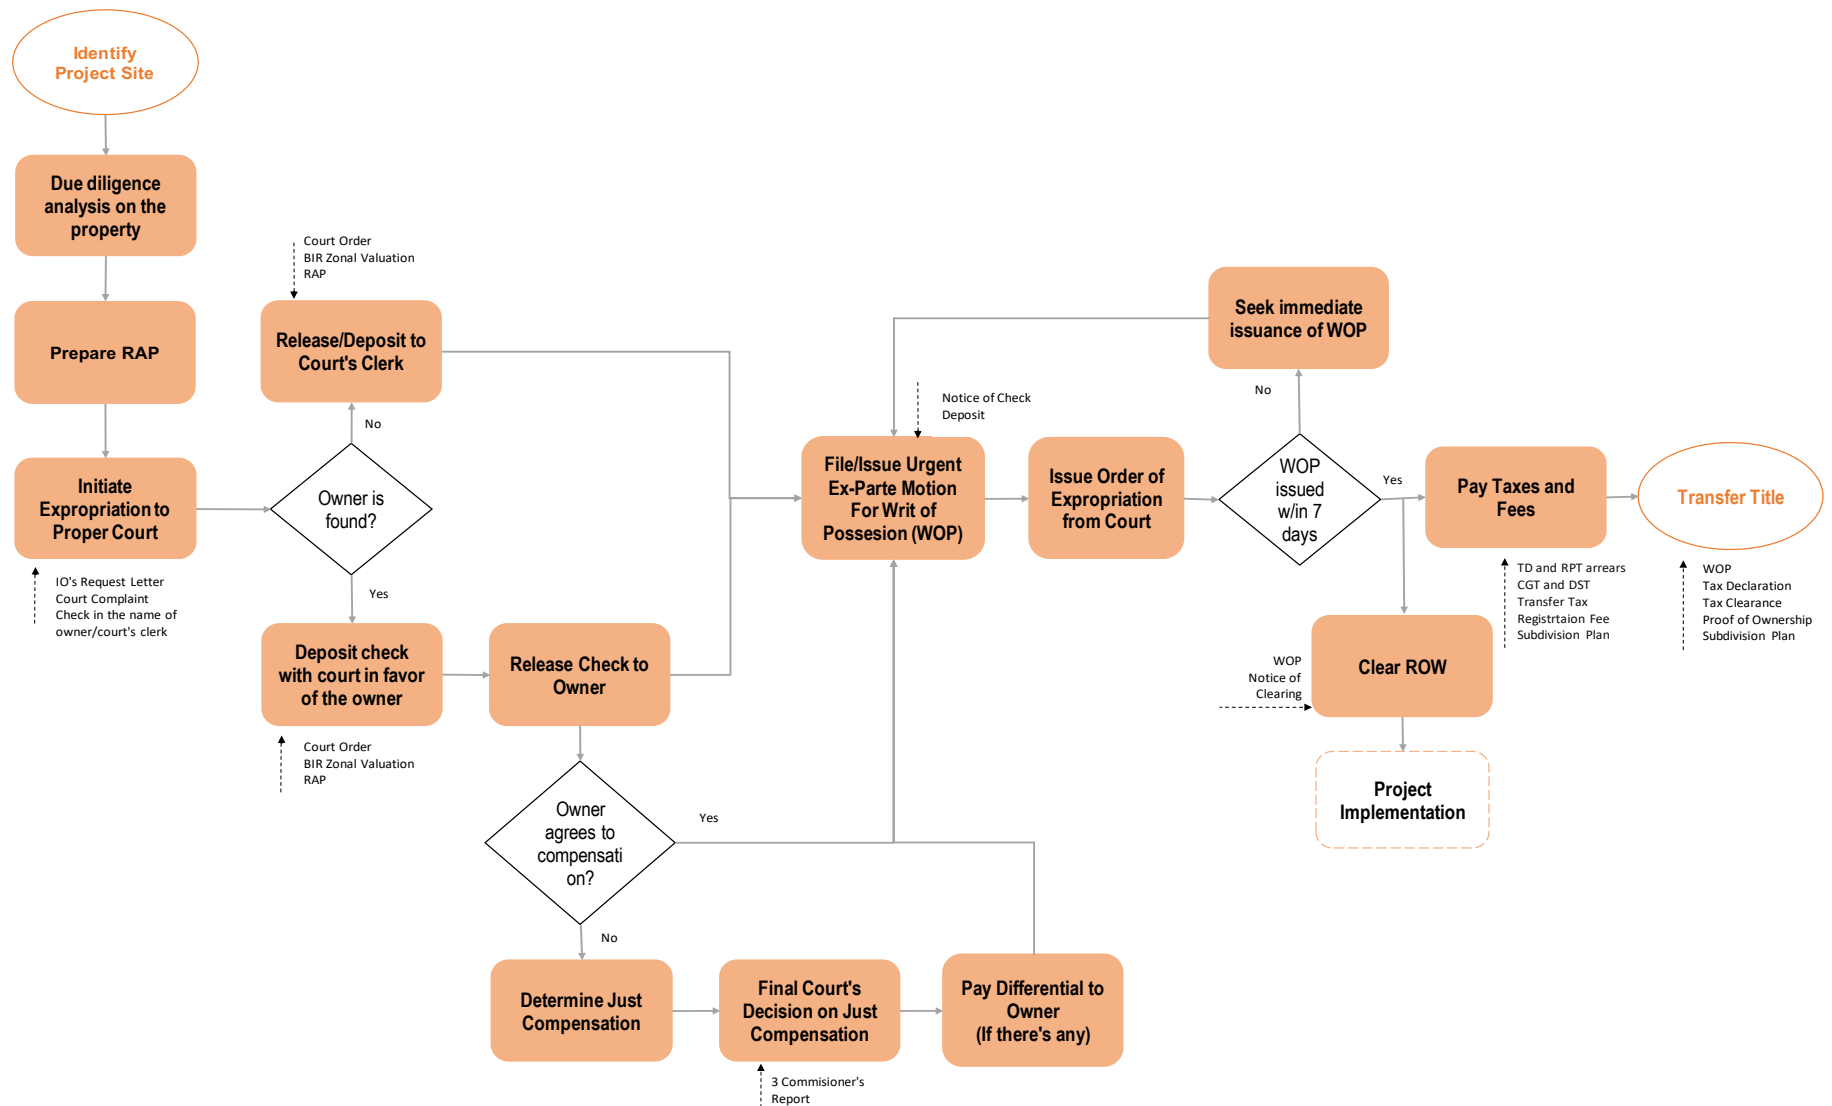 Identify
Project Site
Due diligence
analysis on the
property
Prepare RAP
Initiate
Expropriation to
Proper Court
IO's Request Letter
Court Complaint
Check in the name of
owner/court's clerk
Court Order
BIR Zonal Valuation
RAP
Release/Deposit to
Court's Clerk
No
Owner is
found?
Yes
Deposit check
with court in favor
of the owner
Court Order
BIR Zonal Valuation
RAP
Release Check to
Owner
Owner
agrees to
compensati
on?
Yes
No
Determine Just
Compensation
Final Court's
Decision on Just
Compensation
3 Commisioner's
Report
Pay Differential to
Owner
(If there's any)
Notice of Check
Deposit
File/Issue Urgent
Ex-Parte Motion
For Writ of
Possesion (WOP)
Issue Order of
Expropriation
from Court
Seek immediate
issuance of WOP
No
WOP
issued
w/in 7
days
Yes
Pay Taxes and
Fees
TD and RPT arrears
CGT and DST
Transfer Tax
Registrtaion Fee
Subdivision Plan
Transfer Title
WOP
Tax Declaration
Tax Clearance
Proof of Ownership
Subdivision Plan
WOP
Notice of
Clearing
Clear ROW
Project
Implementation